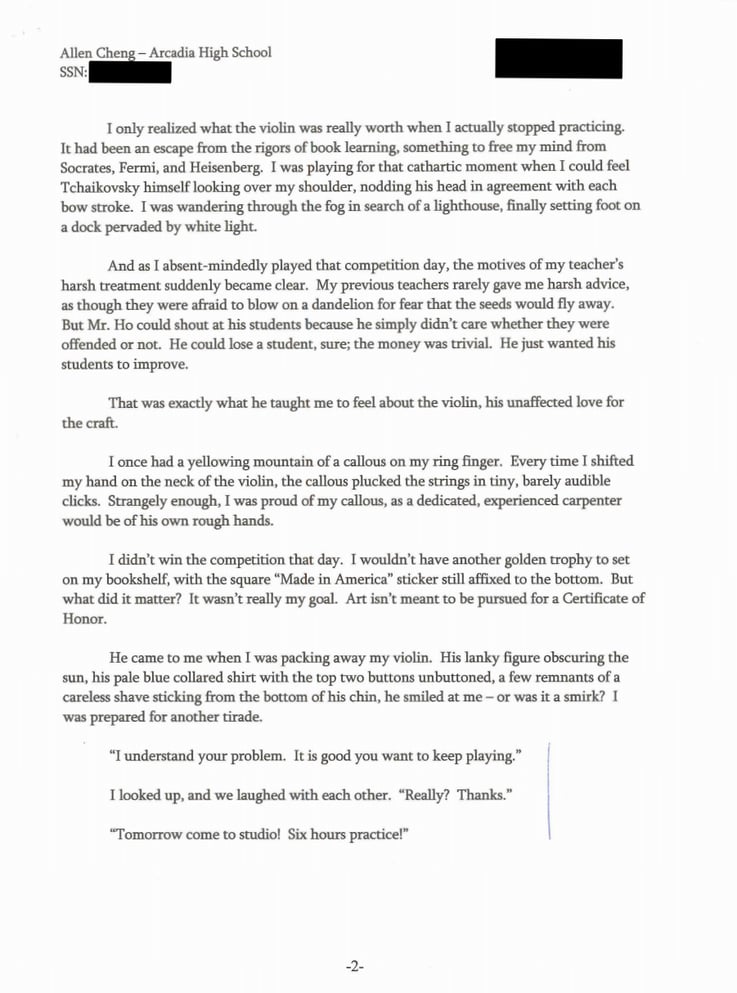 Allen Cheng – Arcadia High School
SSN:
I only realized what the violin was really worth when I actually stopped practicing.
It had been an escape from the rigors of book learning, something to free my mind from
Socrates, Fermi, and Heisenberg. I was playing for that cathartic moment when I could feel
Tchaikovsky himself looking over my shoulder, nodding his head in agreement with each
bow stroke. I was wandering through the fog in search of a lighthouse, finally setting foot on
a dock pervaded by white light.
And as I absent-mindedly played that competition day, the motives of my teacher's
harsh treatment suddenly became clear. My previous teachers rarely gave me harsh advice,
as though they were afraid to blow on a dandelion for fear that the seeds would fly away.
But Mr. Ho could shout at his students because he simply didn't care whether they were
offended or not. He could lose a student, sure; the money was trivial. He just wanted his
students to improve.
That was exactly what he taught me to feel about the violin, his unaffected love for
the craft.
I once had a yellowing mountain of a callous on my ring finger. Every time I shifted
my hand on the neck of the violin, the callous plucked the strings in tiny, barely audible
clicks. Strangely enough, I was proud of my callous, as a dedicated, experienced carpenter
would be of his own rough hands.
I didn't win the competition that day. I wouldn't have another golden trophy to set
on my bookshelf, with the square "Made in America" sticker still affixed to the bottom. But
what did it matter? It wasn't really my goal. Art isn't meant to be pursued for a Certificate of
Honor.
He came to me when I was packing away my violin. His lanky figure obscuring the
sun, his pale blue collared shirt with the top two buttons unbuttoned, a few remnants of a
careless shave sticking from the bottom of his chin, he smiled at me – or was it a smirk? I
was prepared for another tirade.
"I understand your problem. It is good you want to keep playing."
I looked up, and we laughed with each other. "Really? Thanks."
"Tomorrow come to studio! Six hours practice!"
-2-